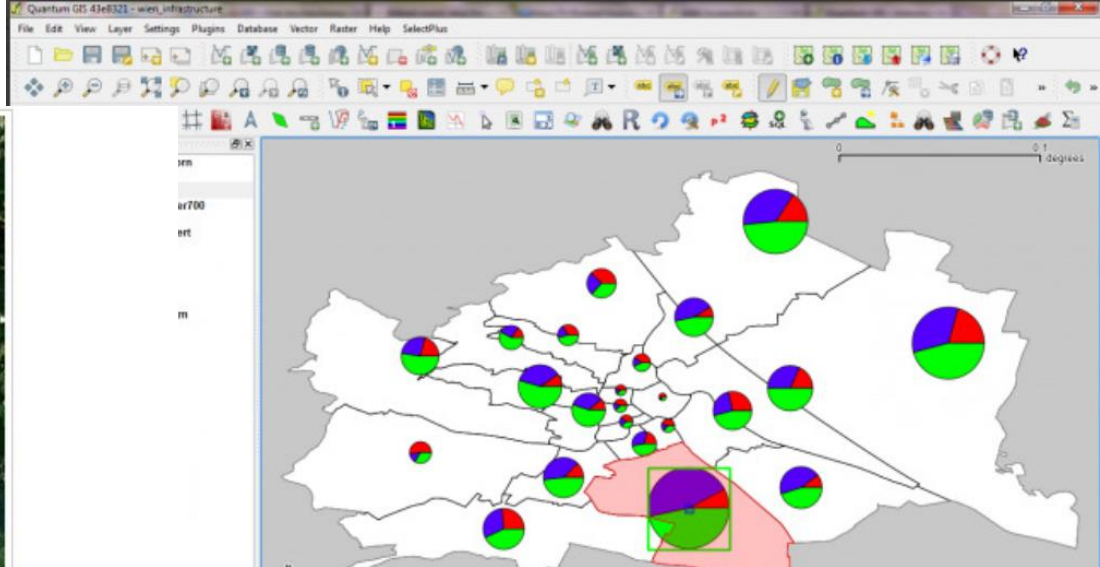 Quantum GIS 43e8321 - wien_infrastructure
File Edit View Layer Settings Plugins Database Vector Raster Help SelectPlus
orn
er700
ert
m
0 0.1
degrees